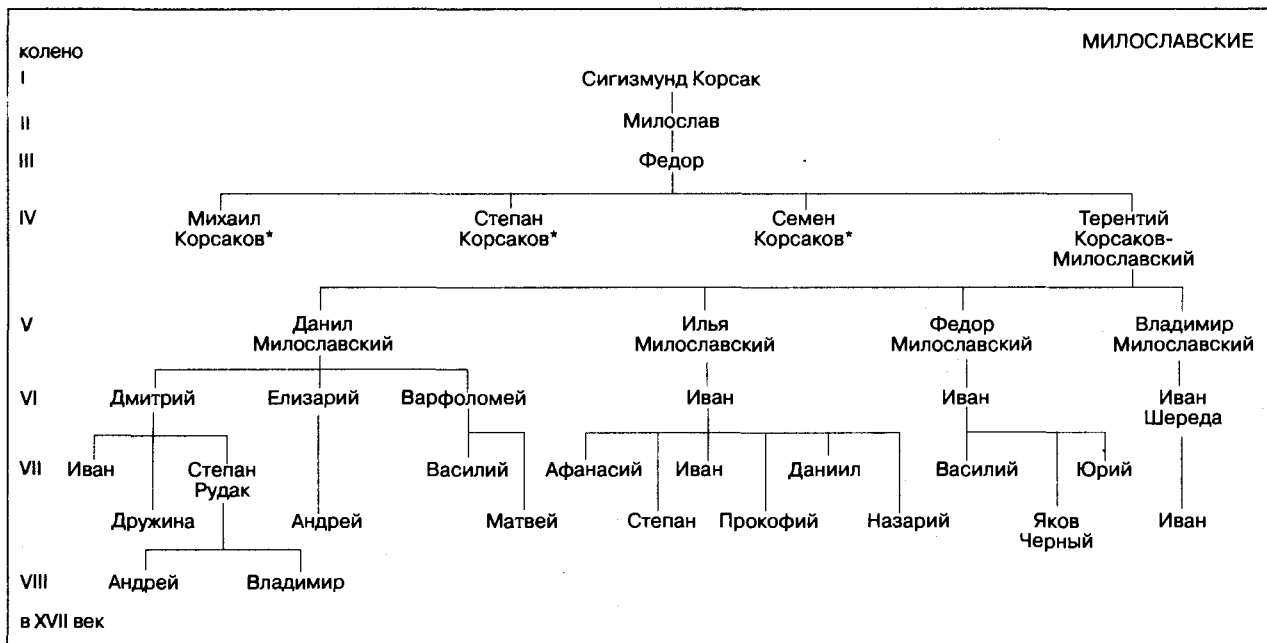 МИЛОСЛАВСКИЕ
колено
I Сигизмунд Корсак
II Милослав
III Федор
IV Михаил Степан Семен Терентий
Корсаков* Корсаков* Корсаков* Корсаков-
Милославский
V Данил Илья Федор Владимир
Милославский Милославский Милославский Милославский
VI Дмитрий Елизарий Варфоломей Иван Иван Иван
Шереда
VII Иван Степан Василий Афанасий Иван Даниил Василий Юрий
Рудак
Дружина Андрей Матвей Степан Прокофий Назарий Яков Иван
Черный
VIII Андрей Владимир
в XVII век